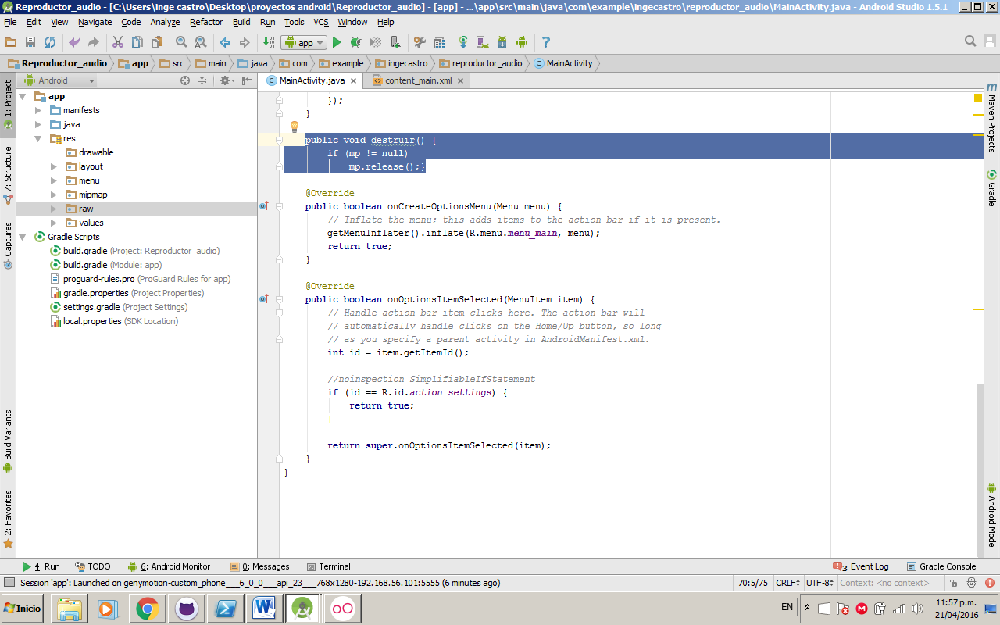 Reproductor_audio - [C:\Users\inge castro\Desktop\proyectos android\Reproductor_audio] - [app] - ...\app\src\main\java\com\example\ingecastro\reproductor_audio\MainActivity.java - Android Studio 1.5.1
File Edit View Navigate Code Analyze Refactor Build Run Tools VCS Window Help
app
Reproductor_audio app src main java com example ingecastro reproductor_audio MainActivity
Android
MainActivity.java content_main.xml
1: Project
7: Structure
Captures
Build Variants
2: Favorites
app
manifests
java
res
drawable
layout
menu
mipmap
raw
values
Gradle Scripts
build.gradle (Project: Reproductor_audio)
build.gradle (Module: app)
proguard-rules.pro (ProGuard Rules for app)
gradle.properties (Project Properties)
settings.gradle (Project Settings)
local.properties (SDK Location)
});
}
public void destruir() {
if (mp != null)
mp.release();}
@Override
public boolean onCreateOptionsMenu(Menu menu) {
// Inflate the menu; this adds items to the action bar if it is present.
getMenuInflater().inflate(R.menu.menu_main, menu);
return true;
}
@Override
public boolean onOptionsItemSelected(MenuItem item) {
// Handle action bar item clicks here. The action bar will
// automatically handle clicks on the Home/Up button, so long
// as you specify a parent activity in AndroidManifest.xml.
int id = item.getItemId();
//noinspection SimplifiableIfStatement
if (id == R.id.action_settings) {
return true;
}
return super.onOptionsItemSelected(item);
}
}
Maven Projects
Gradle
Android Model
4: Run TODO 6: Android Monitor 0: Messages Terminal 3 Event Log Gradle Console
Session 'app': Launched on genymotion-custom_phone___6_0_0___api_23___768x1280-192.168.56.101:5555 (6 minutes ago) 70:5/75 CRLF UTF-8 Context: <no context>
Inicio
EN
11:57 p.m.
21/04/2016